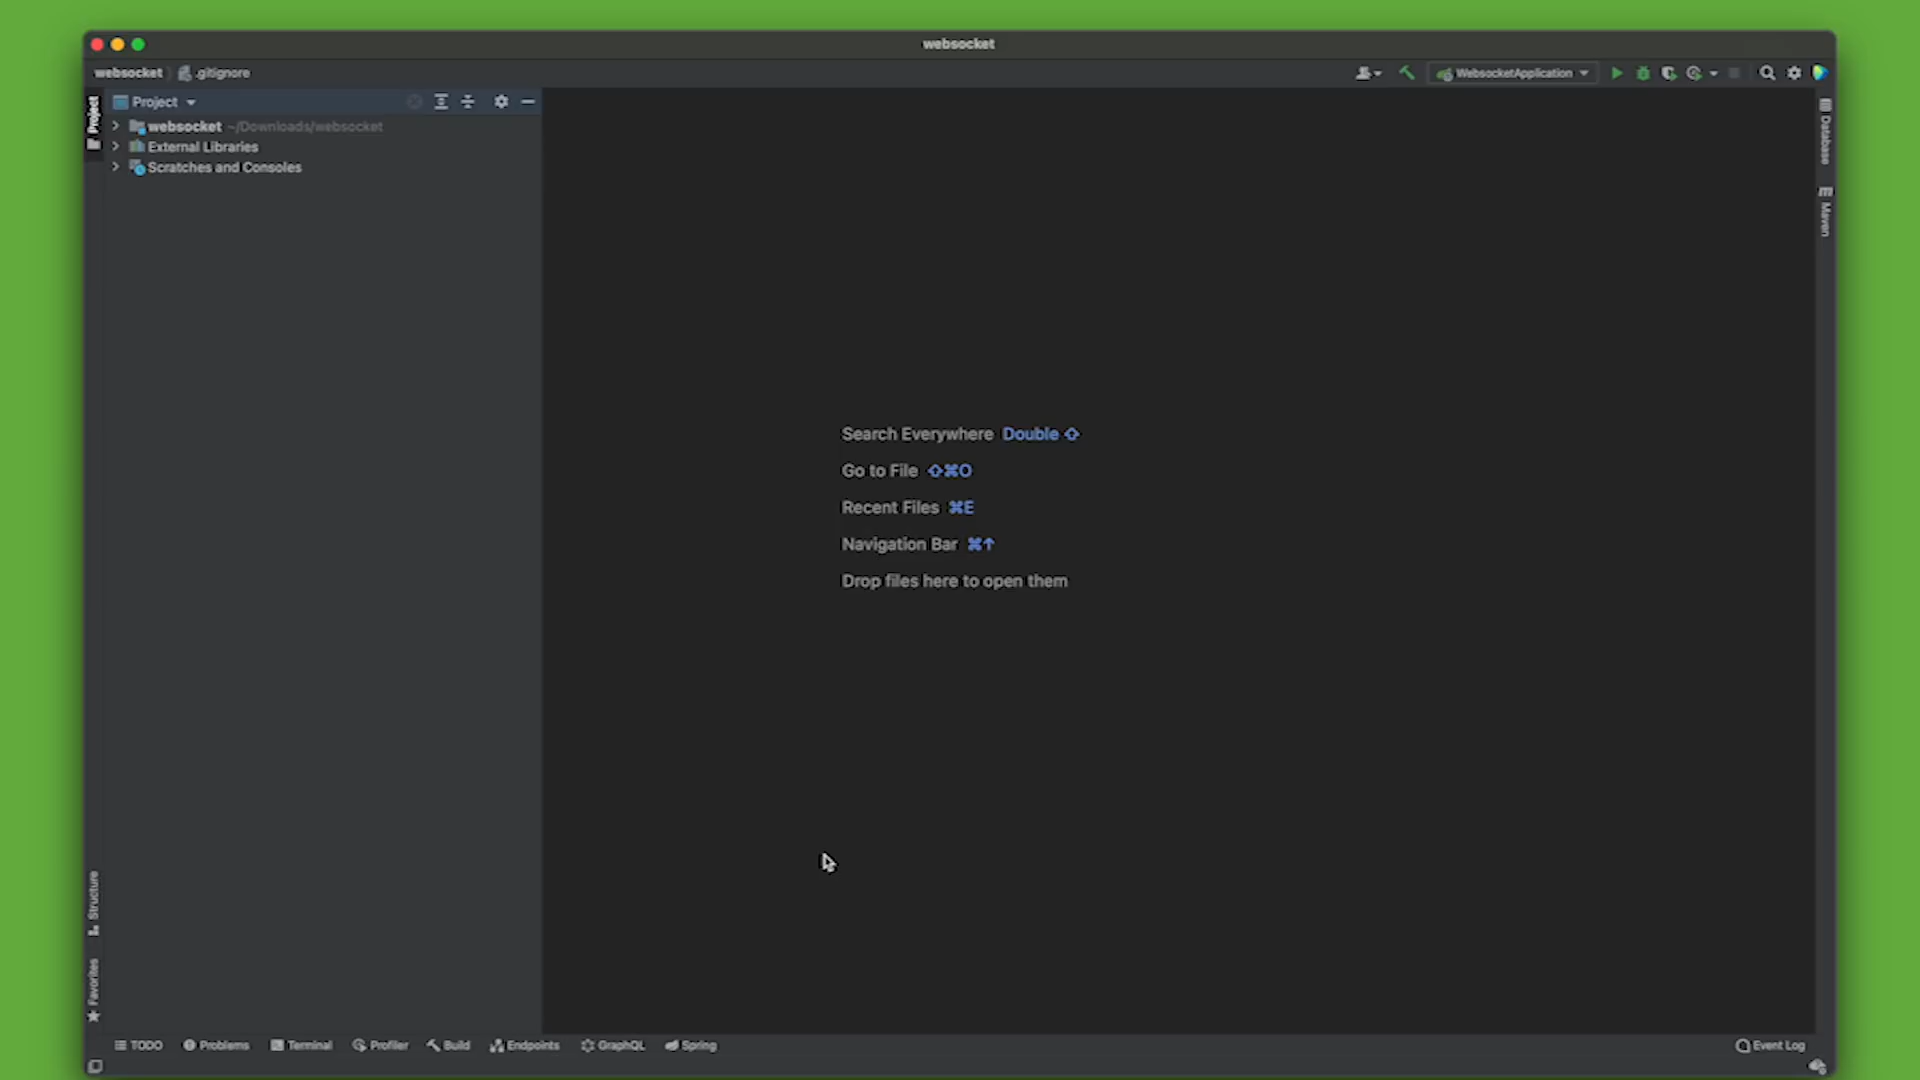 websocket
websocket .gitignore
WebsocketApplication
Project
Project
websocket ~/Downloads/websocket
External Libraries
Scratches and Consoles
Database
Maven
Search Everywhere Double ⇧
Go to File ⇧⌘O
Recent Files ⌘E
Navigation Bar ⌘↑
Drop files here to open them
Structure
Favorites
TODO Problems Terminal Profiler Build Endpoints GraphQL Spring Event Log